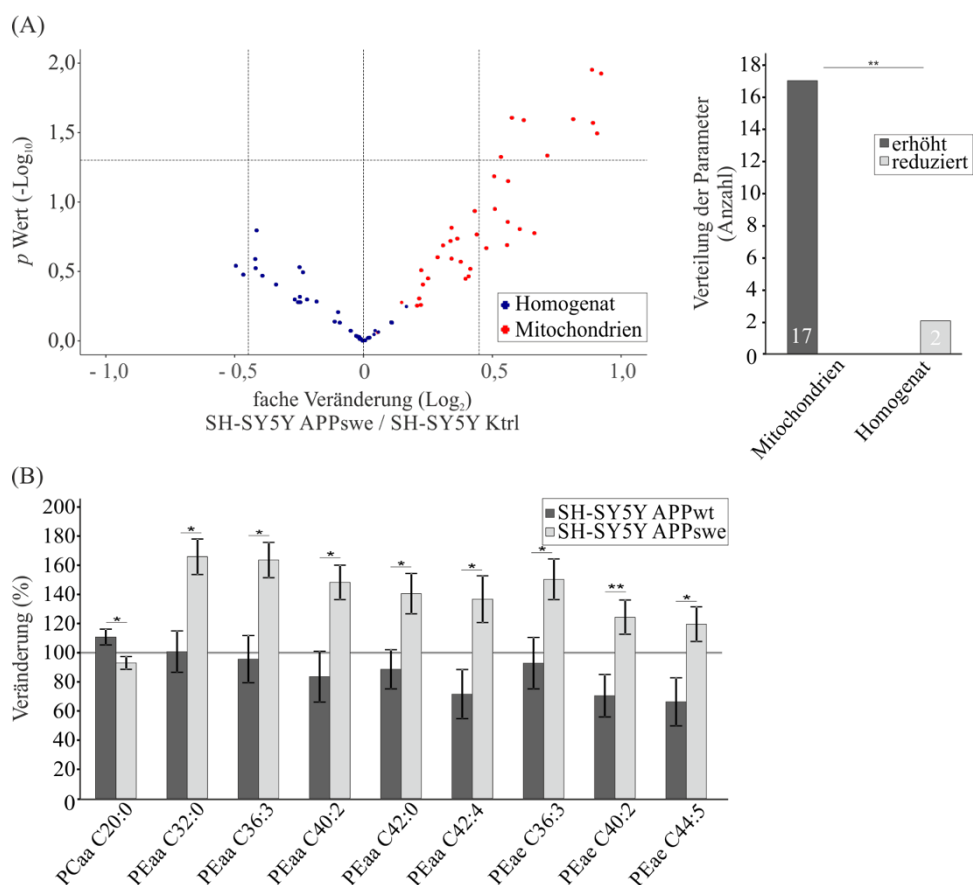 (A)
2,0
1,5
1,0
0,5
0,0
p Wert (-Log₁₀)
Homogenat
Mitochondrien
- 1,0
- 0,5
0
0,5
1,0
fache Veränderung (Log₂)
SH-SY5Y APPswe / SH-SY5Y Ktrl
18
16
14
12
10
8
6
4
2
0
Verteilung der Parameter
(Anzahl)
**
erhöht
reduziert
17
2
Mitochondrien
Homogenat
(B)
200
180
160
140
120
100
80
60
40
20
0
Veränderung (%)
SH-SY5Y APPwt
SH-SY5Y APPswe
*
*
*
*
*
*
*
**
*
PCaa C20:0
PEaa C32:0
PEaa C36:3
PEaa C40:2
PEaa C42:0
PEaa C42:4
PEae C36:3
PEae C40:2
PEae C44:5